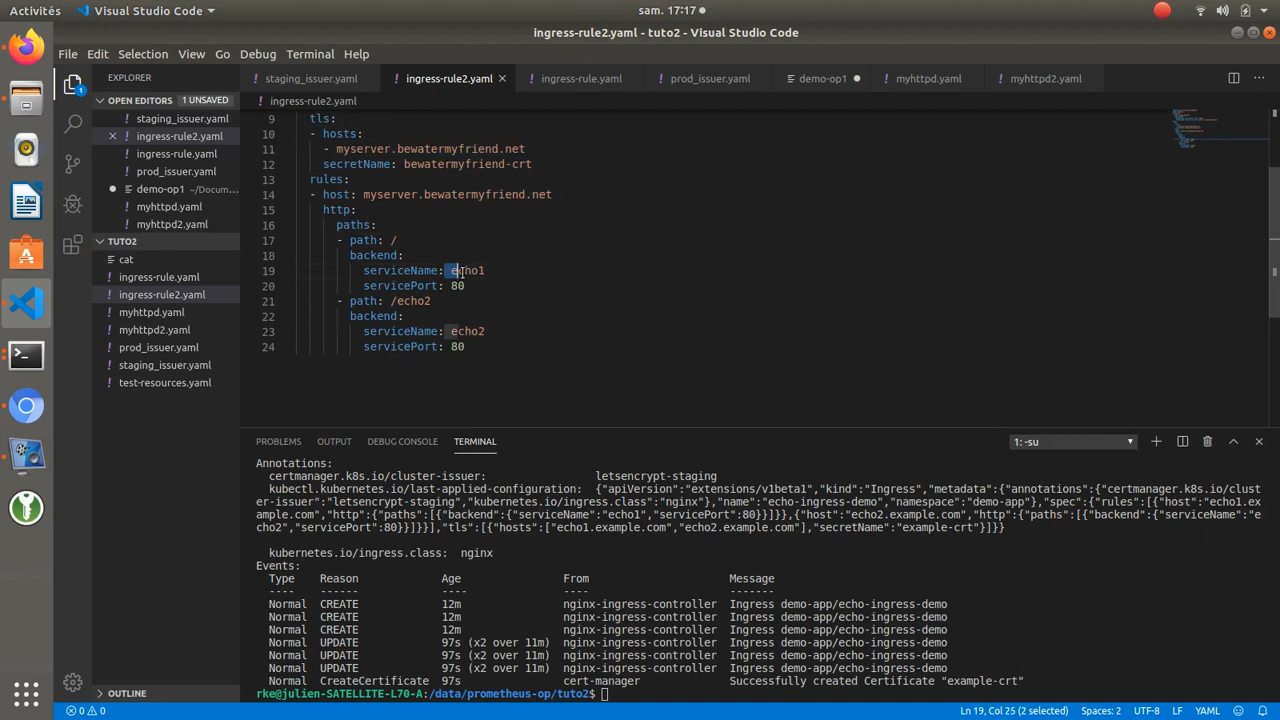 Activités
Visual Studio Code
sam. 17:17
ingress-rule2.yaml - tuto2 - Visual Studio Code
File Edit Selection View Go Debug Terminal Help
EXPLORER
! staging_issuer.yaml
! ingress-rule2.yaml
! ingress-rule.yaml
! prod_issuer.yaml
demo-op1
! myhttpd.yaml
! myhttpd2.yaml
OPEN EDITORS 1 UNSAVED
! staging_issuer.yaml
! ingress-rule2.yaml
! ingress-rule.yaml
! prod_issuer.yaml
demo-op1 ~/Docum...
! myhttpd.yaml
! myhttpd2.yaml
TUTO2
cat
! ingress-rule.yaml
! ingress-rule2.yaml
! myhttpd.yaml
! myhttpd2.yaml
! prod_issuer.yaml
! staging_issuer.yaml
! test-resources.yaml
OUTLINE
1
! ingress-rule2.yaml
9 tls:
10 - hosts:
11 - myserver.bewatermyfriend.net
12 secretName: bewatermyfriend-crt
13 rules:
14 - host: myserver.bewatermyfriend.net
15 http:
16 paths:
17 - path: /
18 backend:
19 serviceName: echo1
20 servicePort: 80
21 - path: /echo2
22 backend:
23 serviceName: echo2
24 servicePort: 80
PROBLEMS OUTPUT DEBUG CONSOLE TERMINAL
1: -su
Annotations:
certmanager.k8s.io/cluster-issuer: letsencrypt-staging
kubectl.kubernetes.io/last-applied-configuration: {"apiVersion":"extensions/v1beta1","kind":"Ingress","metadata":{"annotations":{"certmanager.k8s.io/clust
er-issuer":"letsencrypt-staging","kubernetes.io/ingress.class":"nginx"},"name":"echo-ingress-demo","namespace":"demo-app"},"spec":{"rules":[{"host":"echo1.ex
ample.com","http":{"paths":[{"backend":{"serviceName":"echo1","servicePort":80}}]}},{"host":"echo2.example.com","http":{"paths":[{"backend":{"serviceName":"e
cho2","servicePort":80}}]}}],"tls":[{"hosts":["echo1.example.com","echo2.example.com"],"secretName":"example-crt"}]}}
kubernetes.io/ingress.class: nginx
Events:
Type Reason Age From Message
---- ------ ---- ---- -------
Normal CREATE 12m nginx-ingress-controller Ingress demo-app/echo-ingress-demo
Normal CREATE 12m nginx-ingress-controller Ingress demo-app/echo-ingress-demo
Normal CREATE 12m nginx-ingress-controller Ingress demo-app/echo-ingress-demo
Normal UPDATE 97s (x2 over 11m) nginx-ingress-controller Ingress demo-app/echo-ingress-demo
Normal UPDATE 97s (x2 over 11m) nginx-ingress-controller Ingress demo-app/echo-ingress-demo
Normal UPDATE 97s (x2 over 11m) nginx-ingress-controller Ingress demo-app/echo-ingress-demo
Normal CreateCertificate 97s cert-manager Successfully created Certificate "example-crt"
rke@julien-SATELLITE-L70-A:/data/prometheus-op/tuto2$
0 0
Ln 19, Col 25 (2 selected) Spaces: 2 UTF-8 LF YAML